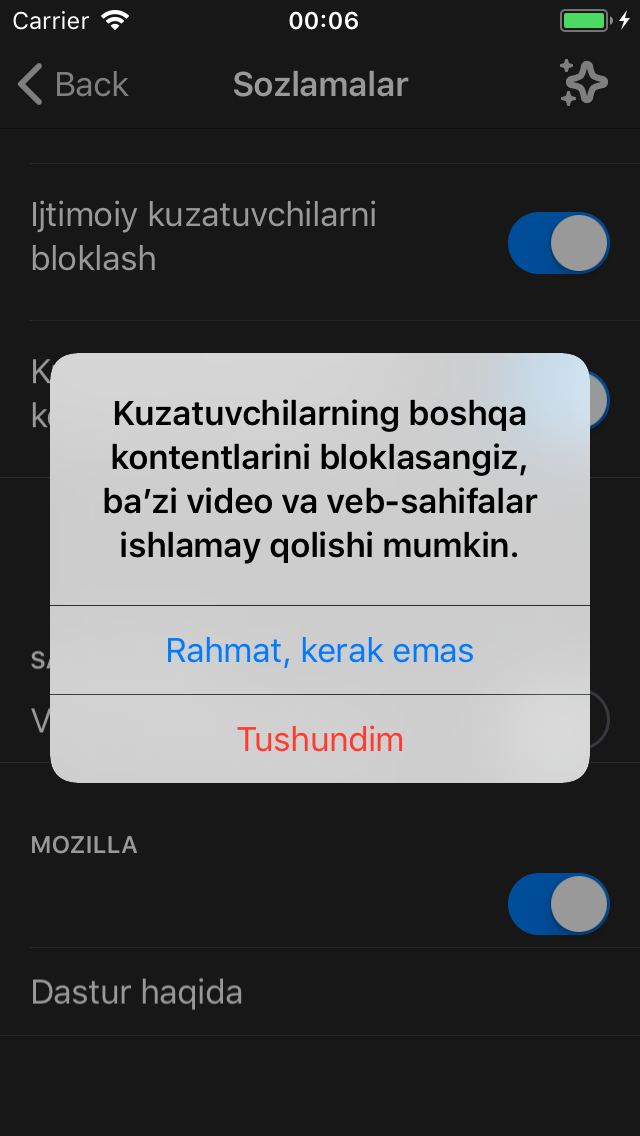 Carrier
00:06
Back
Sozlamalar
Ijtimoiy kuzatuvchilarni
bloklash
Kuzatuvchilarning boshqa
kontentlarini bloklasangiz,
ba’zi video va veb-sahifalar
ishlamay qolishi mumkin.
Rahmat, kerak emas
Tushundim
MOZILLA
Dastur haqida